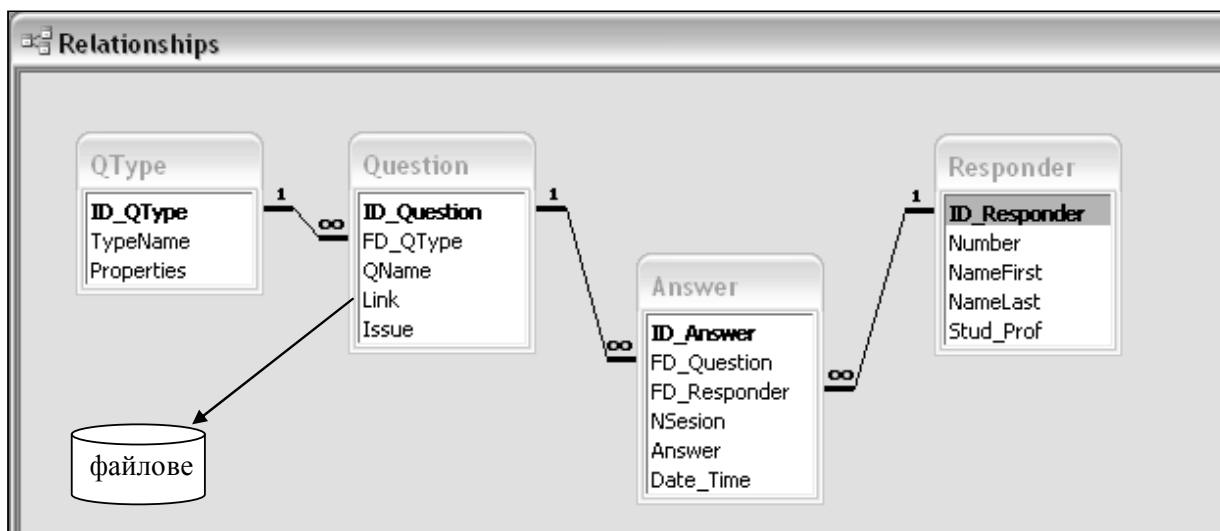 Relationships
QType
ID_QType
TypeName
Properties
1
∞
Question
ID_Question
FD_QType
QName
Link
Issue
1
∞
Answer
ID_Answer
FD_Question
FD_Responder
NSesion
Answer
Date_Time
∞
1
Responder
ID_Responder
Number
NameFirst
NameLast
Stud_Prof
файлове